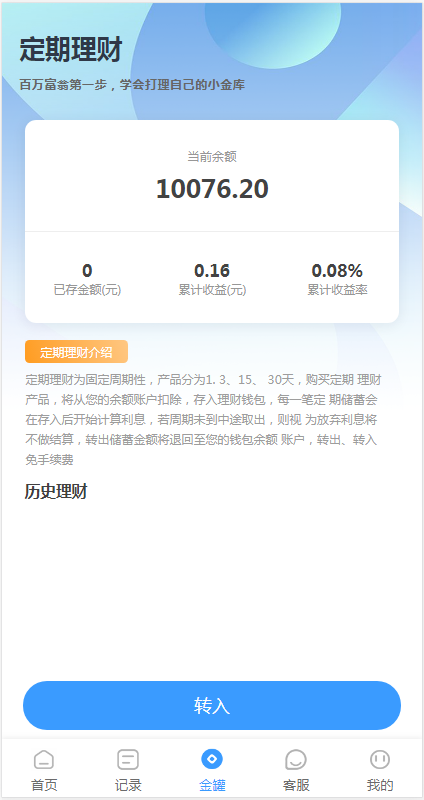 定期理财
百万富翁第一步，学会打理自己的小金库
当前余额
10076.20
0
0.16
0.08%
已存金额(元)
累计收益(元)
累计收益率
定期理财介绍
定期理财为固定周期性，产品分为1. 3、15、 30天，购买定期 理财
产品，将从您的余额账户扣除，存入理财钱包，每一笔定 期储蓄会
在存入后开始计算利息，若周期未到中途取出，则视 为放弃利息将
不做结算，转出储蓄金额将退回至您的钱包余额 账户，转出、转入
免手续费
历史理财
转入
首页
记录
金罐
客服
我的